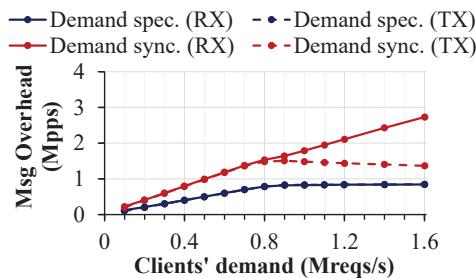 Demand spec. (RX) Demand spec. (TX)
Demand sync. (RX) Demand sync. (TX)
Msg Overhead
(Mpps)
4
3
2
1
0
0 0.4 0.8 1.2 1.6
Clients' demand (Mreqs/s)